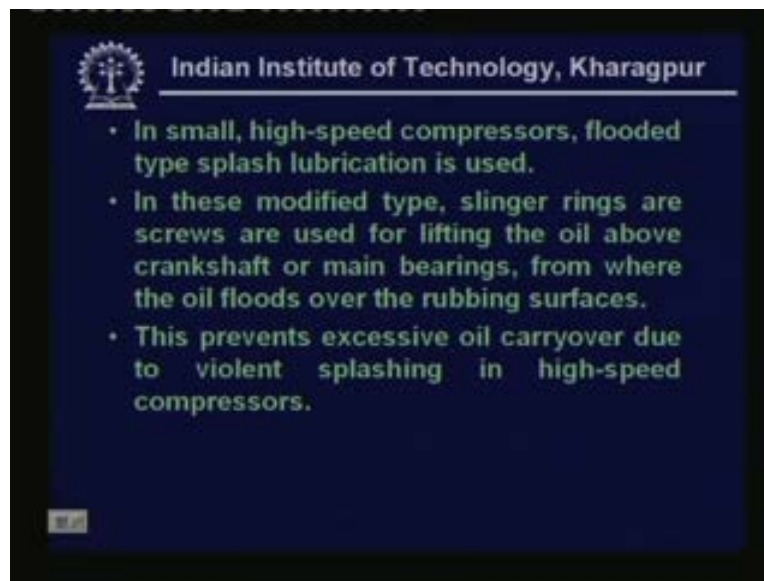 Indian Institute of Technology, Kharagpur
• In small, high-speed compressors, flooded
type splash lubrication is used.
• In these modified type, slinger rings are
screws are used for lifting the oil above
crankshaft or main bearings, from where
the oil floods over the rubbing surfaces.
• This prevents excessive oil carryover due
to violent splashing in high-speed
compressors.